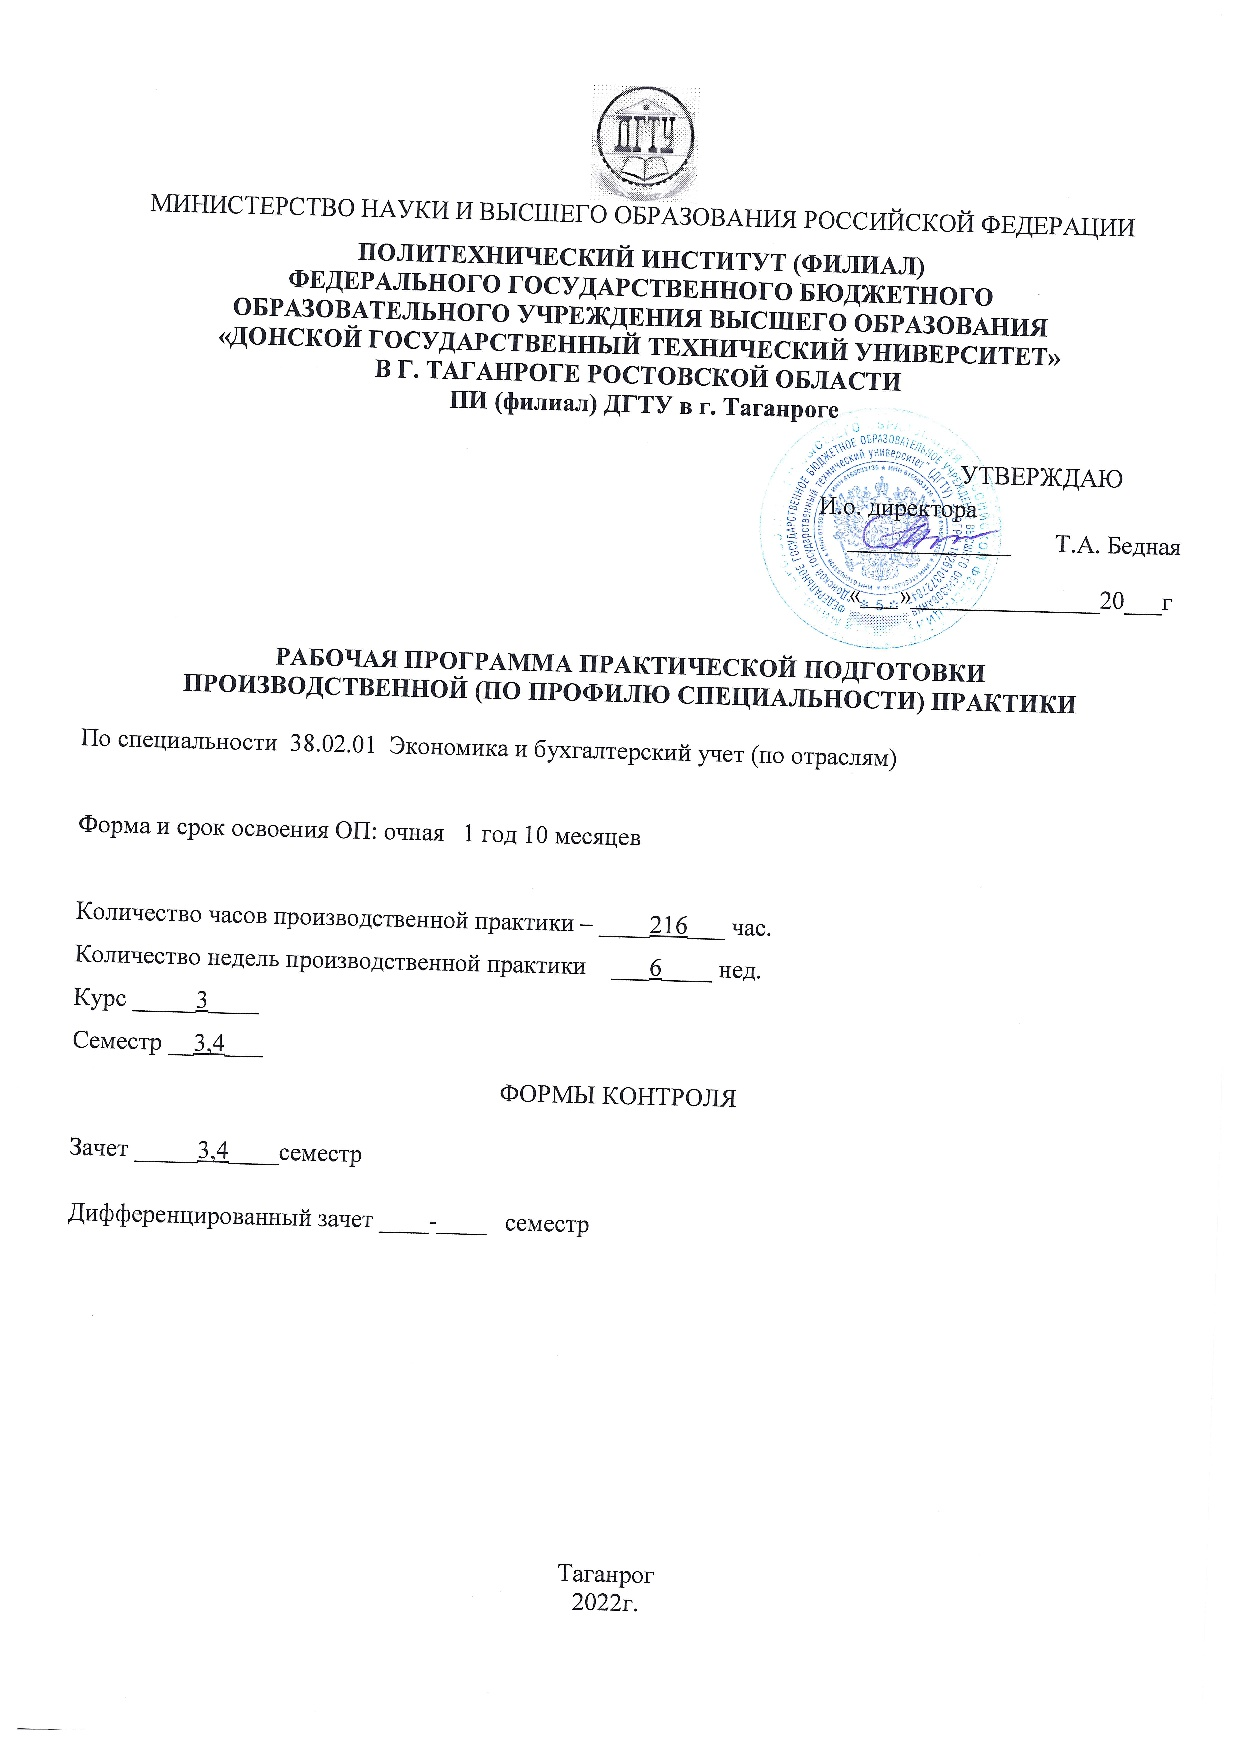 ДГТУ
МИНИСТЕРСТВО НАУКИ И ВЫСШЕГО ОБРАЗОВАНИЯ РОССИЙСКОЙ ФЕДЕРАЦИИ
ПОЛИТЕХНИЧЕСКИЙ ИНСТИТУТ (ФИЛИАЛ)
ФЕДЕРАЛЬНОГО ГОСУДАРСТВЕННОГО БЮДЖЕТНОГО
ОБРАЗОВАТЕЛЬНОГО УЧРЕЖДЕНИЯ ВЫСШЕГО ОБРАЗОВАНИЯ
«ДОНСКОЙ ГОСУДАРСТВЕННЫЙ ТЕХНИЧЕСКИЙ УНИВЕРСИТЕТ»
В Г. ТАГАНРОГЕ РОСТОВСКОЙ ОБЛАСТИ
ПИ (филиал) ДГТУ в г. Таганроге
УТВЕРЖДАЮ
И.о. директора
_____________ Т.А. Бедная
«___»_______________20___г
РАБОЧАЯ ПРОГРАММА ПРАКТИЧЕСКОЙ ПОДГОТОВКИ
ПРОИЗВОДСТВЕННОЙ (ПО ПРОФИЛЮ СПЕЦИАЛЬНОСТИ) ПРАКТИКИ
По специальности 38.02.01 Экономика и бухгалтерский учет (по отраслям)
Форма и срок освоения ОП: очная 1 год 10 месяцев
Количество часов производственной практики – ____216___ час.
Количество недель производственной практики ___6____ нед.
Курс _____3____
Семестр __3,4___
ФОРМЫ КОНТРОЛЯ
Зачет _____3,4____семестр
Дифференцированный зачет ____-____ семестр
Таганрог
2022г.